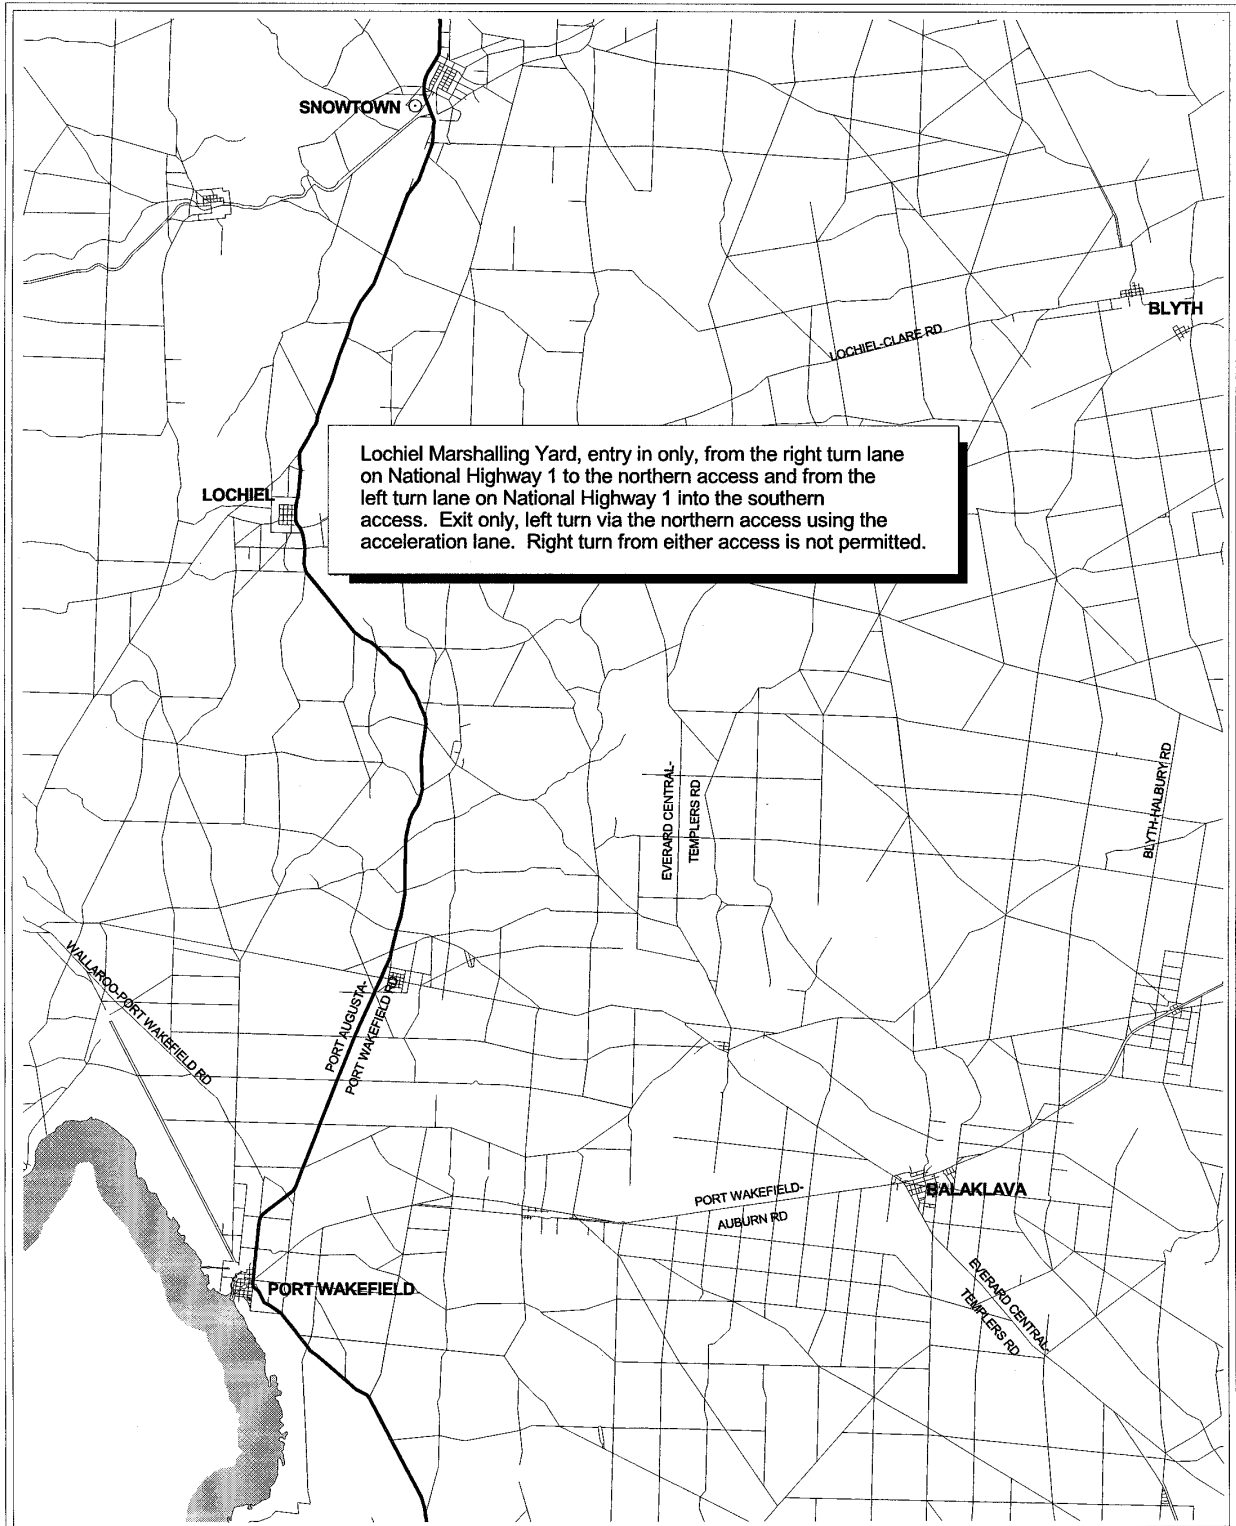 SNOWTOWN
BLYTH
LOCHIEL-CLARE RD
Lochiel Marshalling Yard, entry in only, from the right turn lane
on National Highway 1 to the northern access and from the
left turn lane on National Highway 1 into the southern
access. Exit only, left turn via the northern access using the
acceleration lane. Right turn from either access is not permitted.
LOCHIEL
EVERARD CENTRAL-
TEMPLERS RD
BLYTH-HALBURY RD
WALLAROO-PORT WAKEFIELD RD
PORT AUGUSTA-
PORT WAKEFIELD RD
PORT WAKEFIELD-
AUBURN RD
BALAKLAVA
EVERARD CENTRAL-
TEMPLERS RD
PORT WAKEFIELD